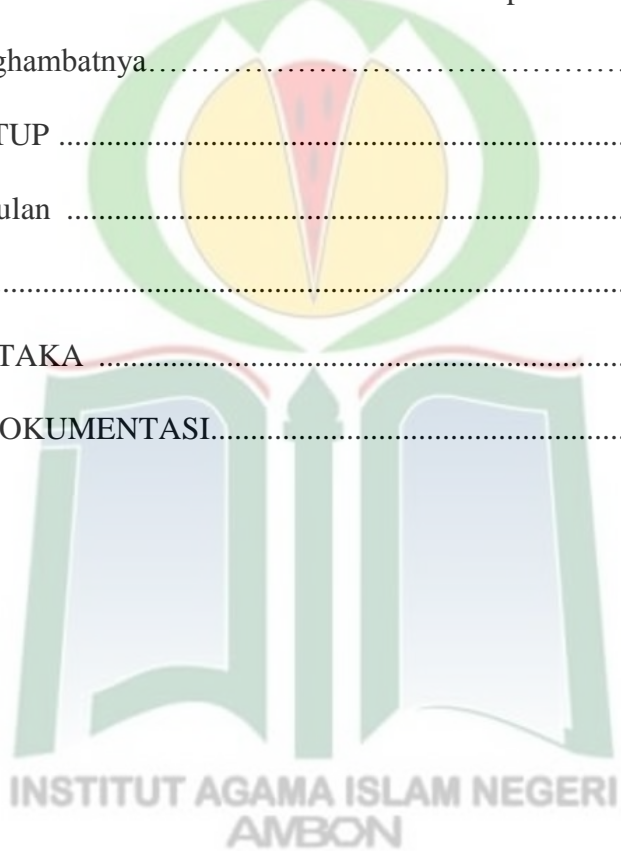 ghambatnya……………………………………………
TUP ..............................................................................
ulan ..............................................................................
..............................................................................
TAKA ..............................................................................
OKUMENTASI..............................................................................
INSTITUT AGAMA ISLAM NEGERI
AMBON